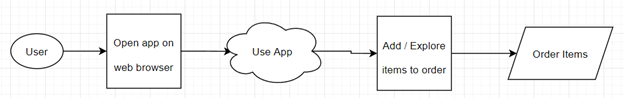 User
Open app on
web browser
Use App
Add / Explore
items to order
Order Items